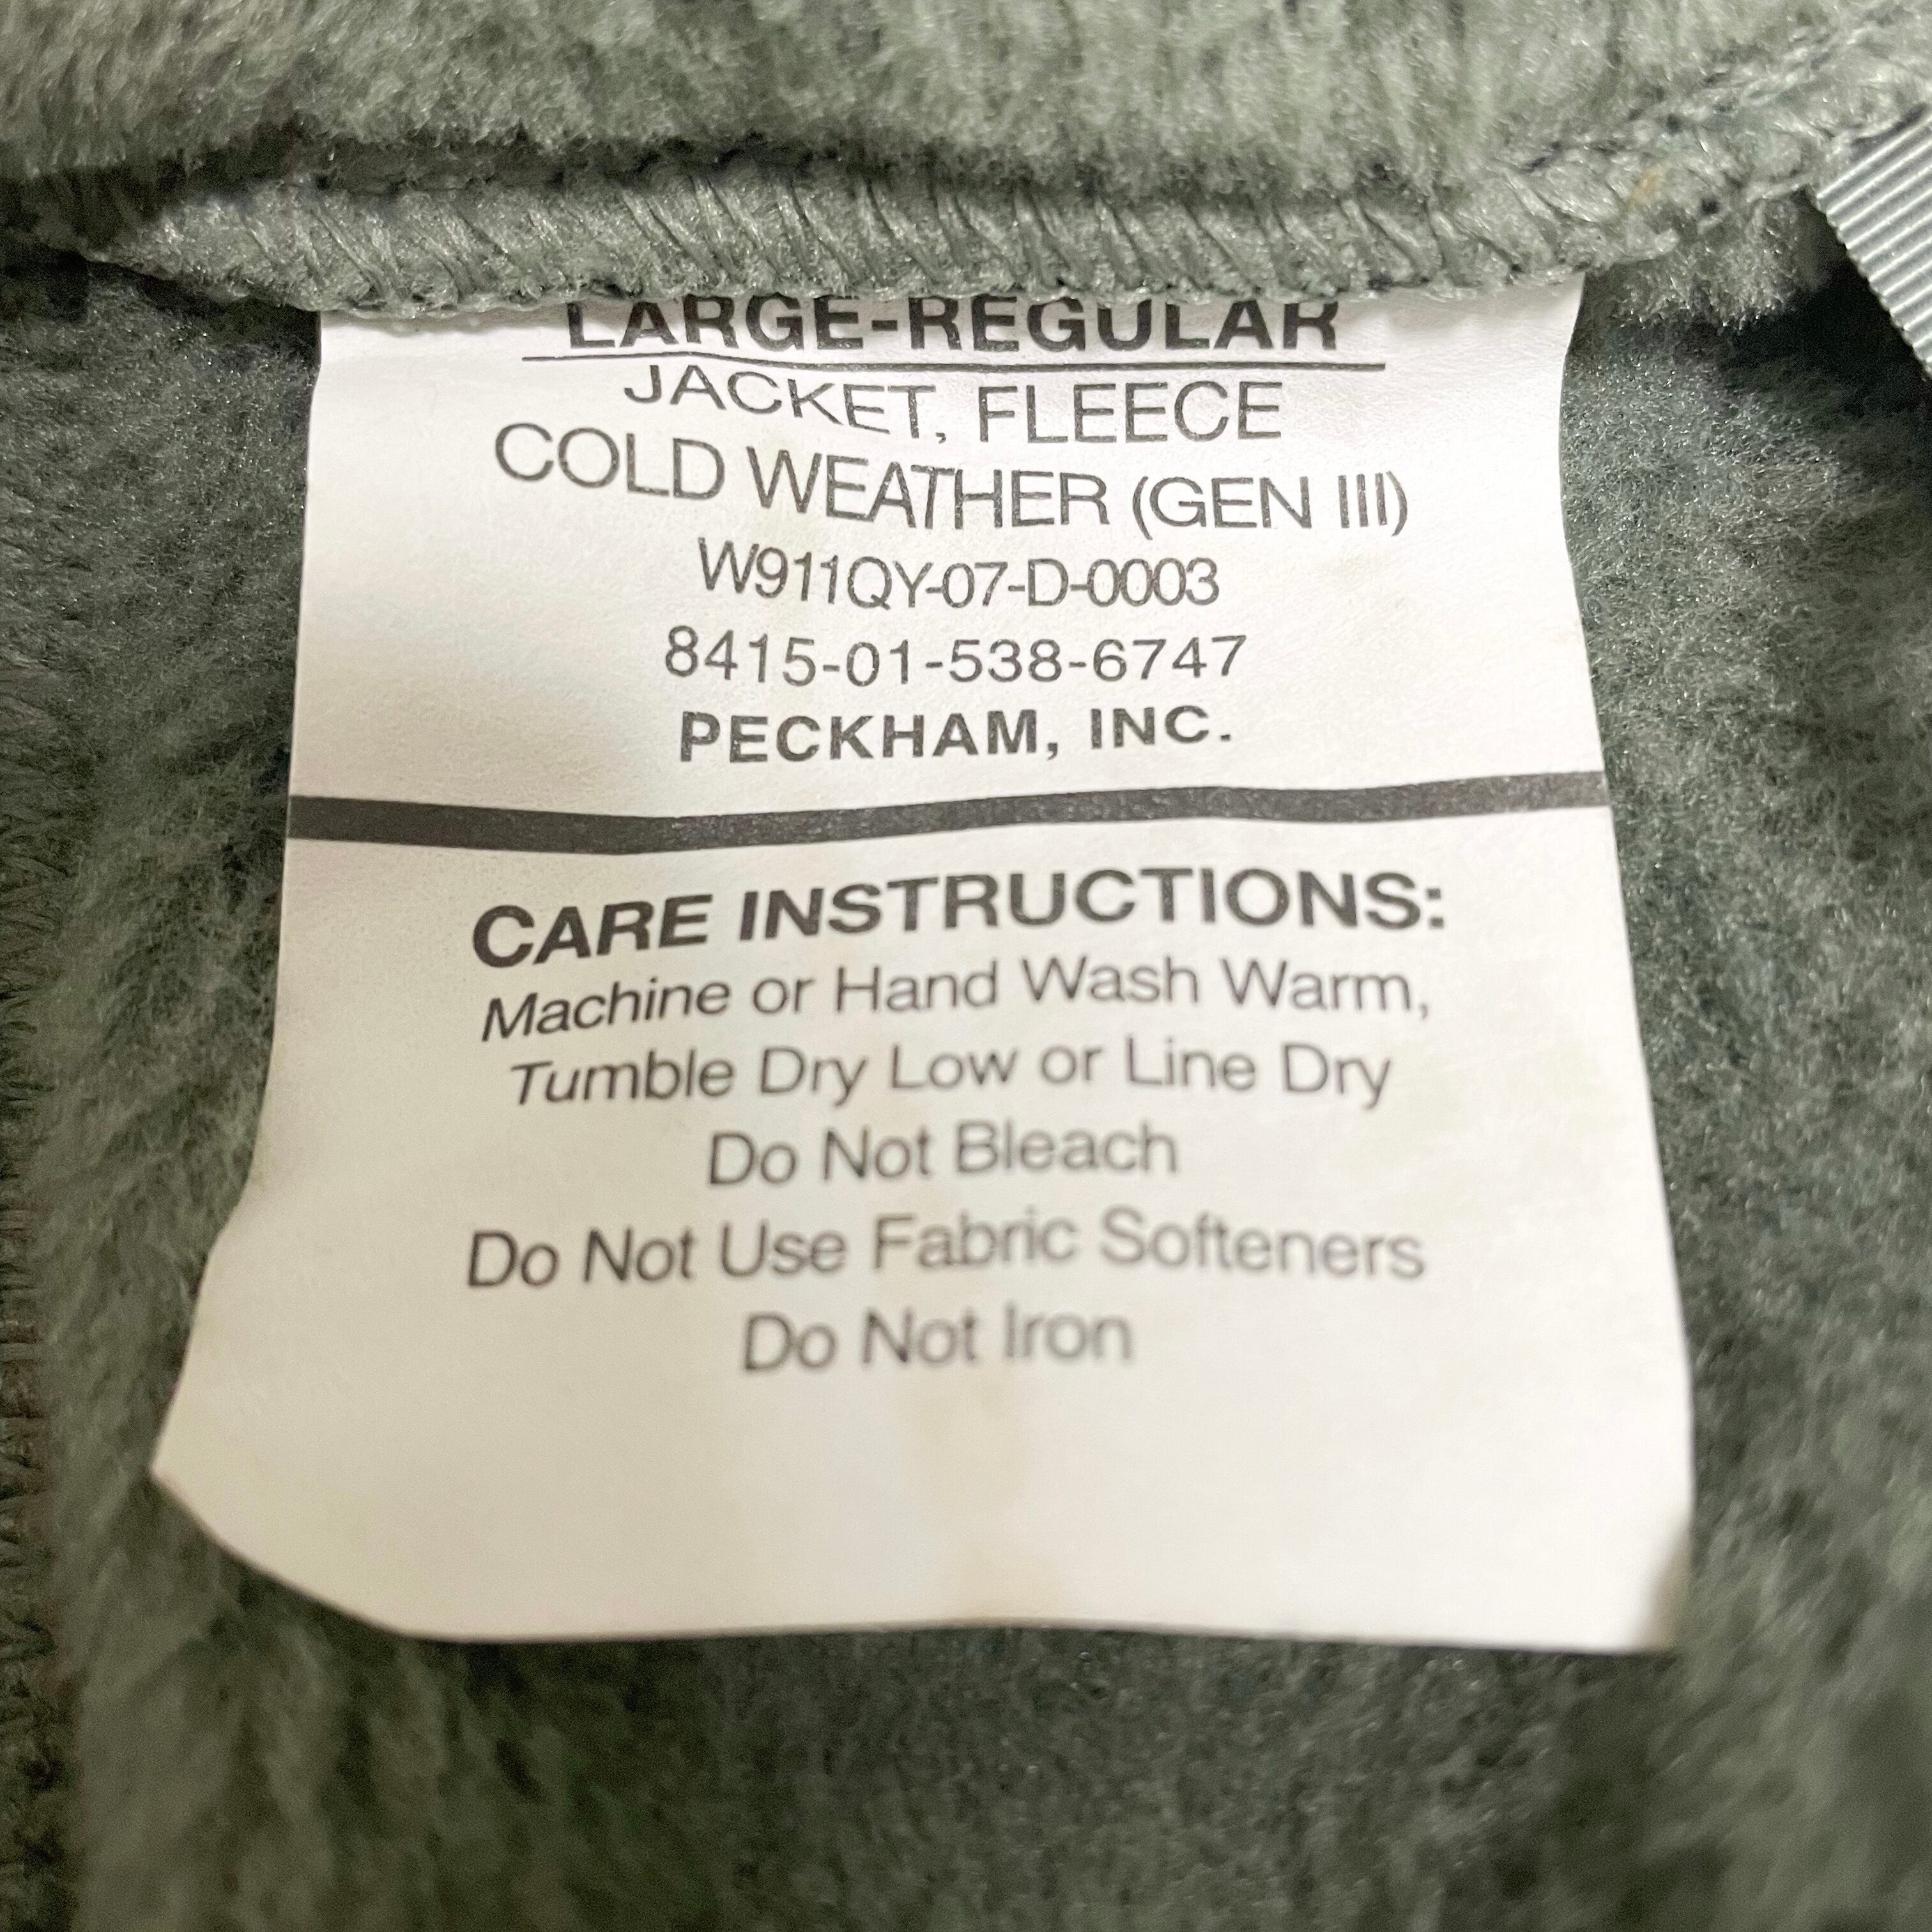 LARGE-REGULAR
JACKET, FLEECE
COLD WEATHER (GEN III)
W911QY-07-D-0003
8415-01-538-6747
PECKHAM, INC.
CARE INSTRUCTIONS:
Machine or Hand Wash Warm,
Tumble Dry Low or Line Dry
Do Not Bleach
Do Not Use Fabric Softeners
Do Not Iron